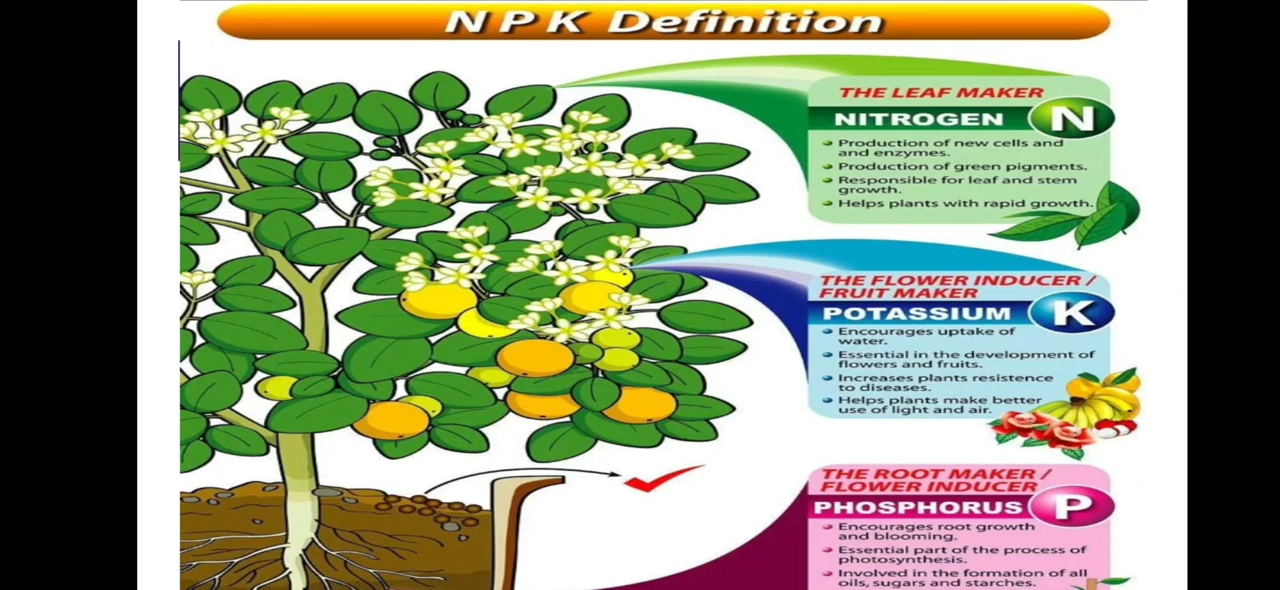 N P K Definition
THE LEAF MAKER
NITROGEN N
Production of new cells and
and enzymes.
Production of green pigments.
Responsible for leaf and stem
growth.
Helps plants with rapid growth.
THE FLOWER INDUCER /
FRUIT MAKER
POTASSIUM K
Encourages uptake of
water.
Essential in the development of
flowers and fruits.
Increases plants resistence
to diseases.
Helps plants make better
use of light and air.
THE ROOT MAKER /
FLOWER INDUCER
PHOSPHORUS P
Encourages root growth
and blooming.
Essential part of the process of
photosynthesis.
Involved in the formation of all
oils, sugars and starches.